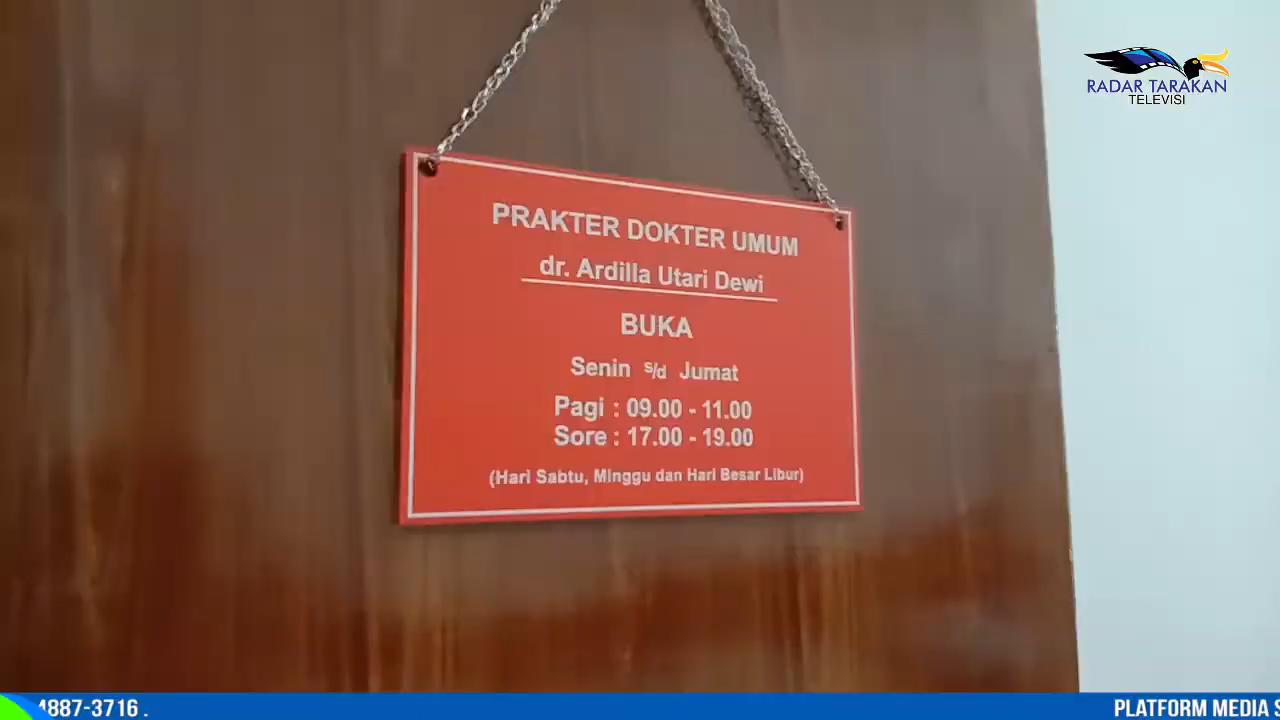 RADAR TARAKAN
TELEVISI
PRAKTER DOKTER UMUM
dr. Ardilla Utari Dewi
BUKA
Senin s/d Jumat
Pagi : 09.00 - 11.00
Sore : 17.00 - 19.00
(Hari Sabtu, Minggu dan Hari Besar Libur)
4887-3716 .
PLATFORM MEDIA S